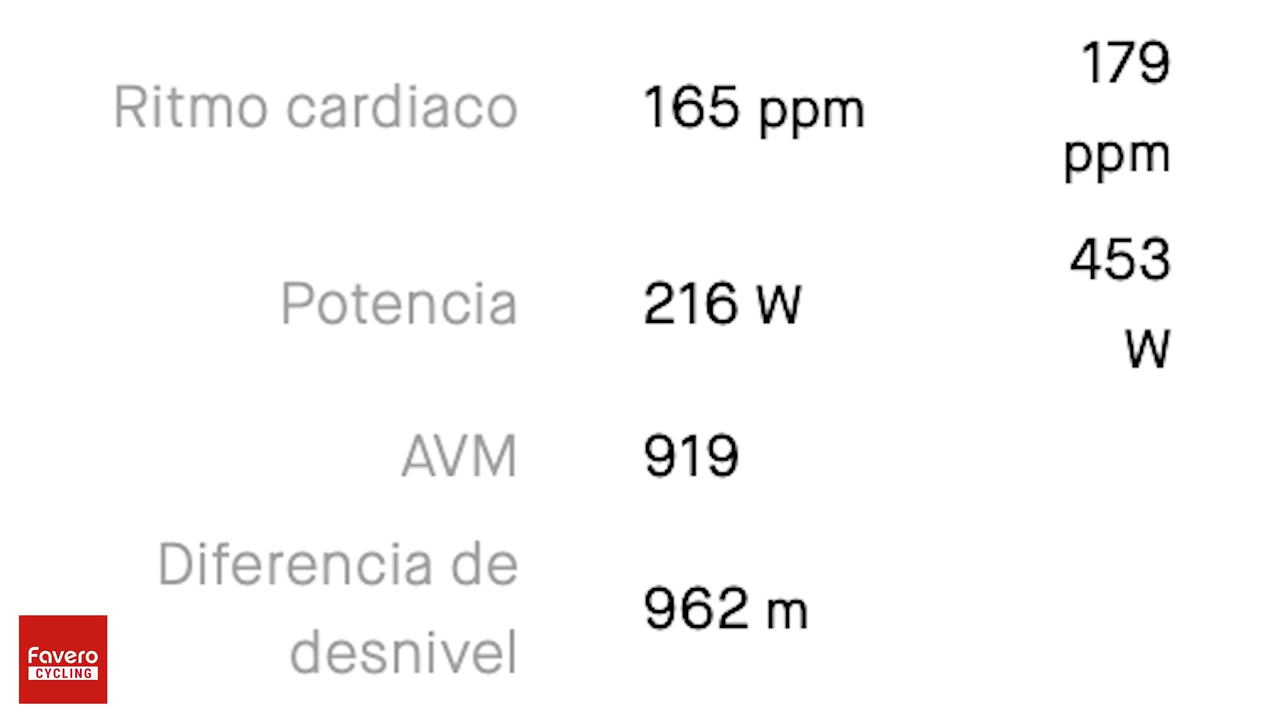 Ritmo cardiaco 165 ppm 179 ppm
Potencia 216 W 453 W
AVM 919
Diferencia de desnivel 962 m
Favero
CYCLING